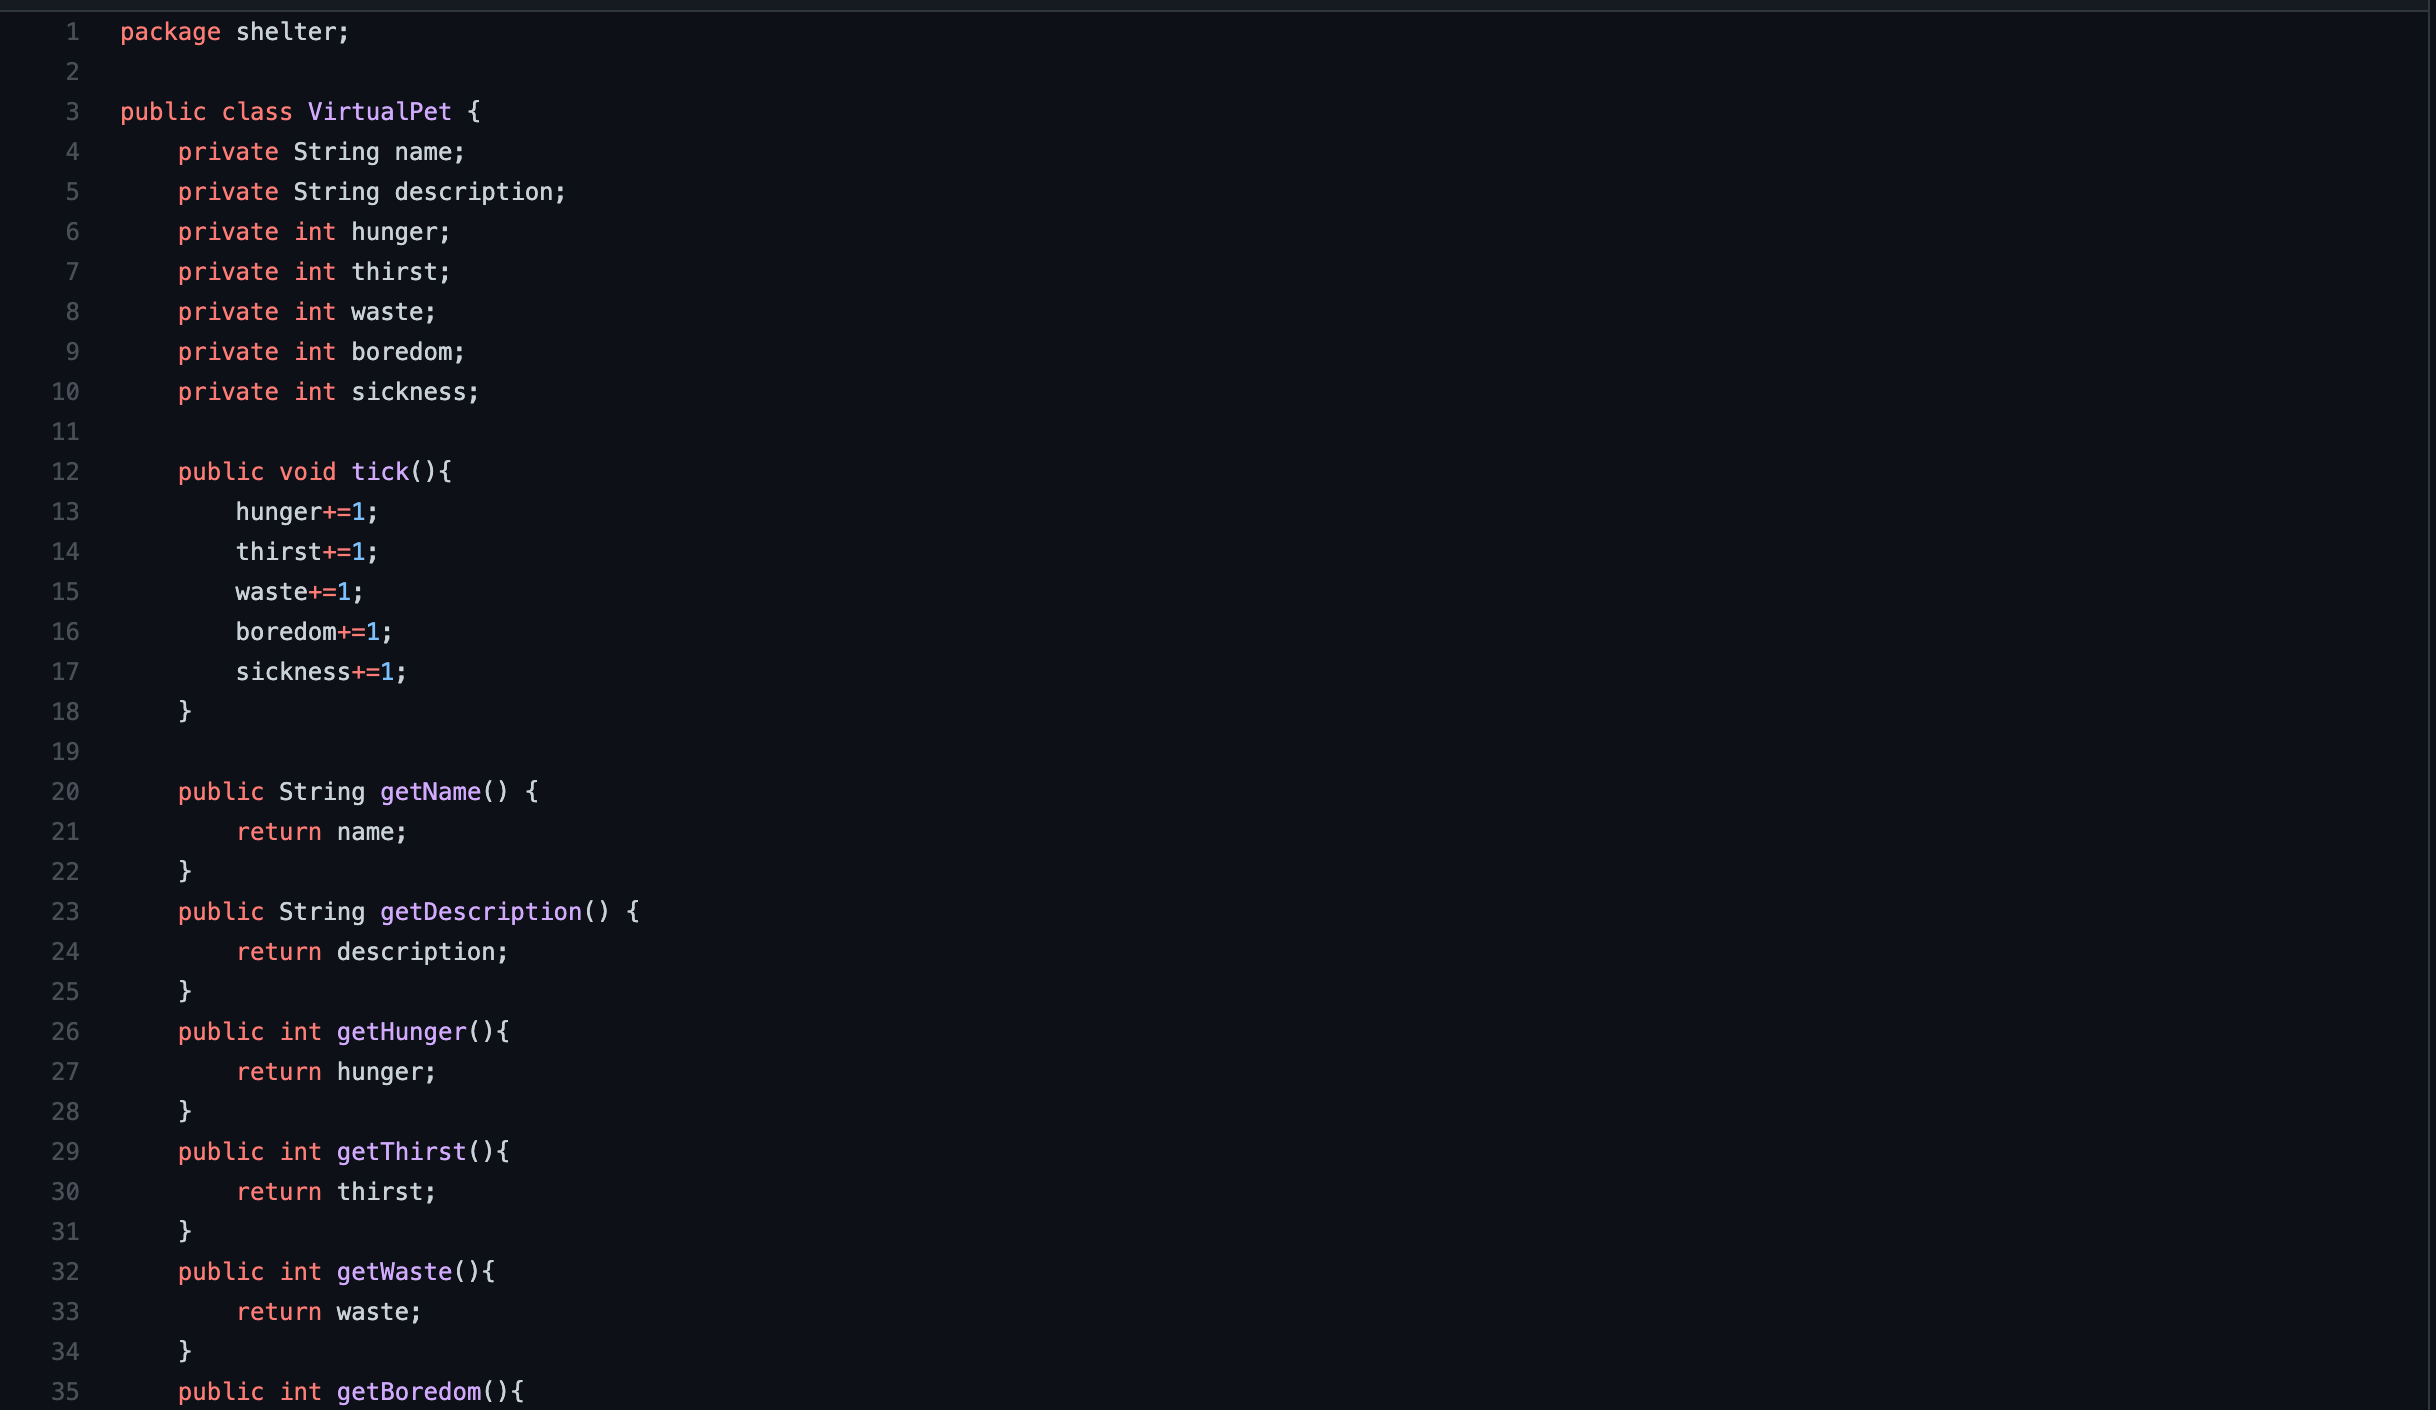 1 package shelter;
2
3 public class VirtualPet {
4     private String name;
5     private String description;
6     private int hunger;
7     private int thirst;
8     private int waste;
9     private int boredom;
10     private int sickness;
11
12     public void tick(){
13         hunger+=1;
14         thirst+=1;
15         waste+=1;
16         boredom+=1;
17         sickness+=1;
18     }
19
20     public String getName() {
21         return name;
22     }
23     public String getDescription() {
24         return description;
25     }
26     public int getHunger(){
27         return hunger;
28     }
29     public int getThirst(){
30         return thirst;
31     }
32     public int getWaste(){
33         return waste;
34     }
35     public int getBoredom(){